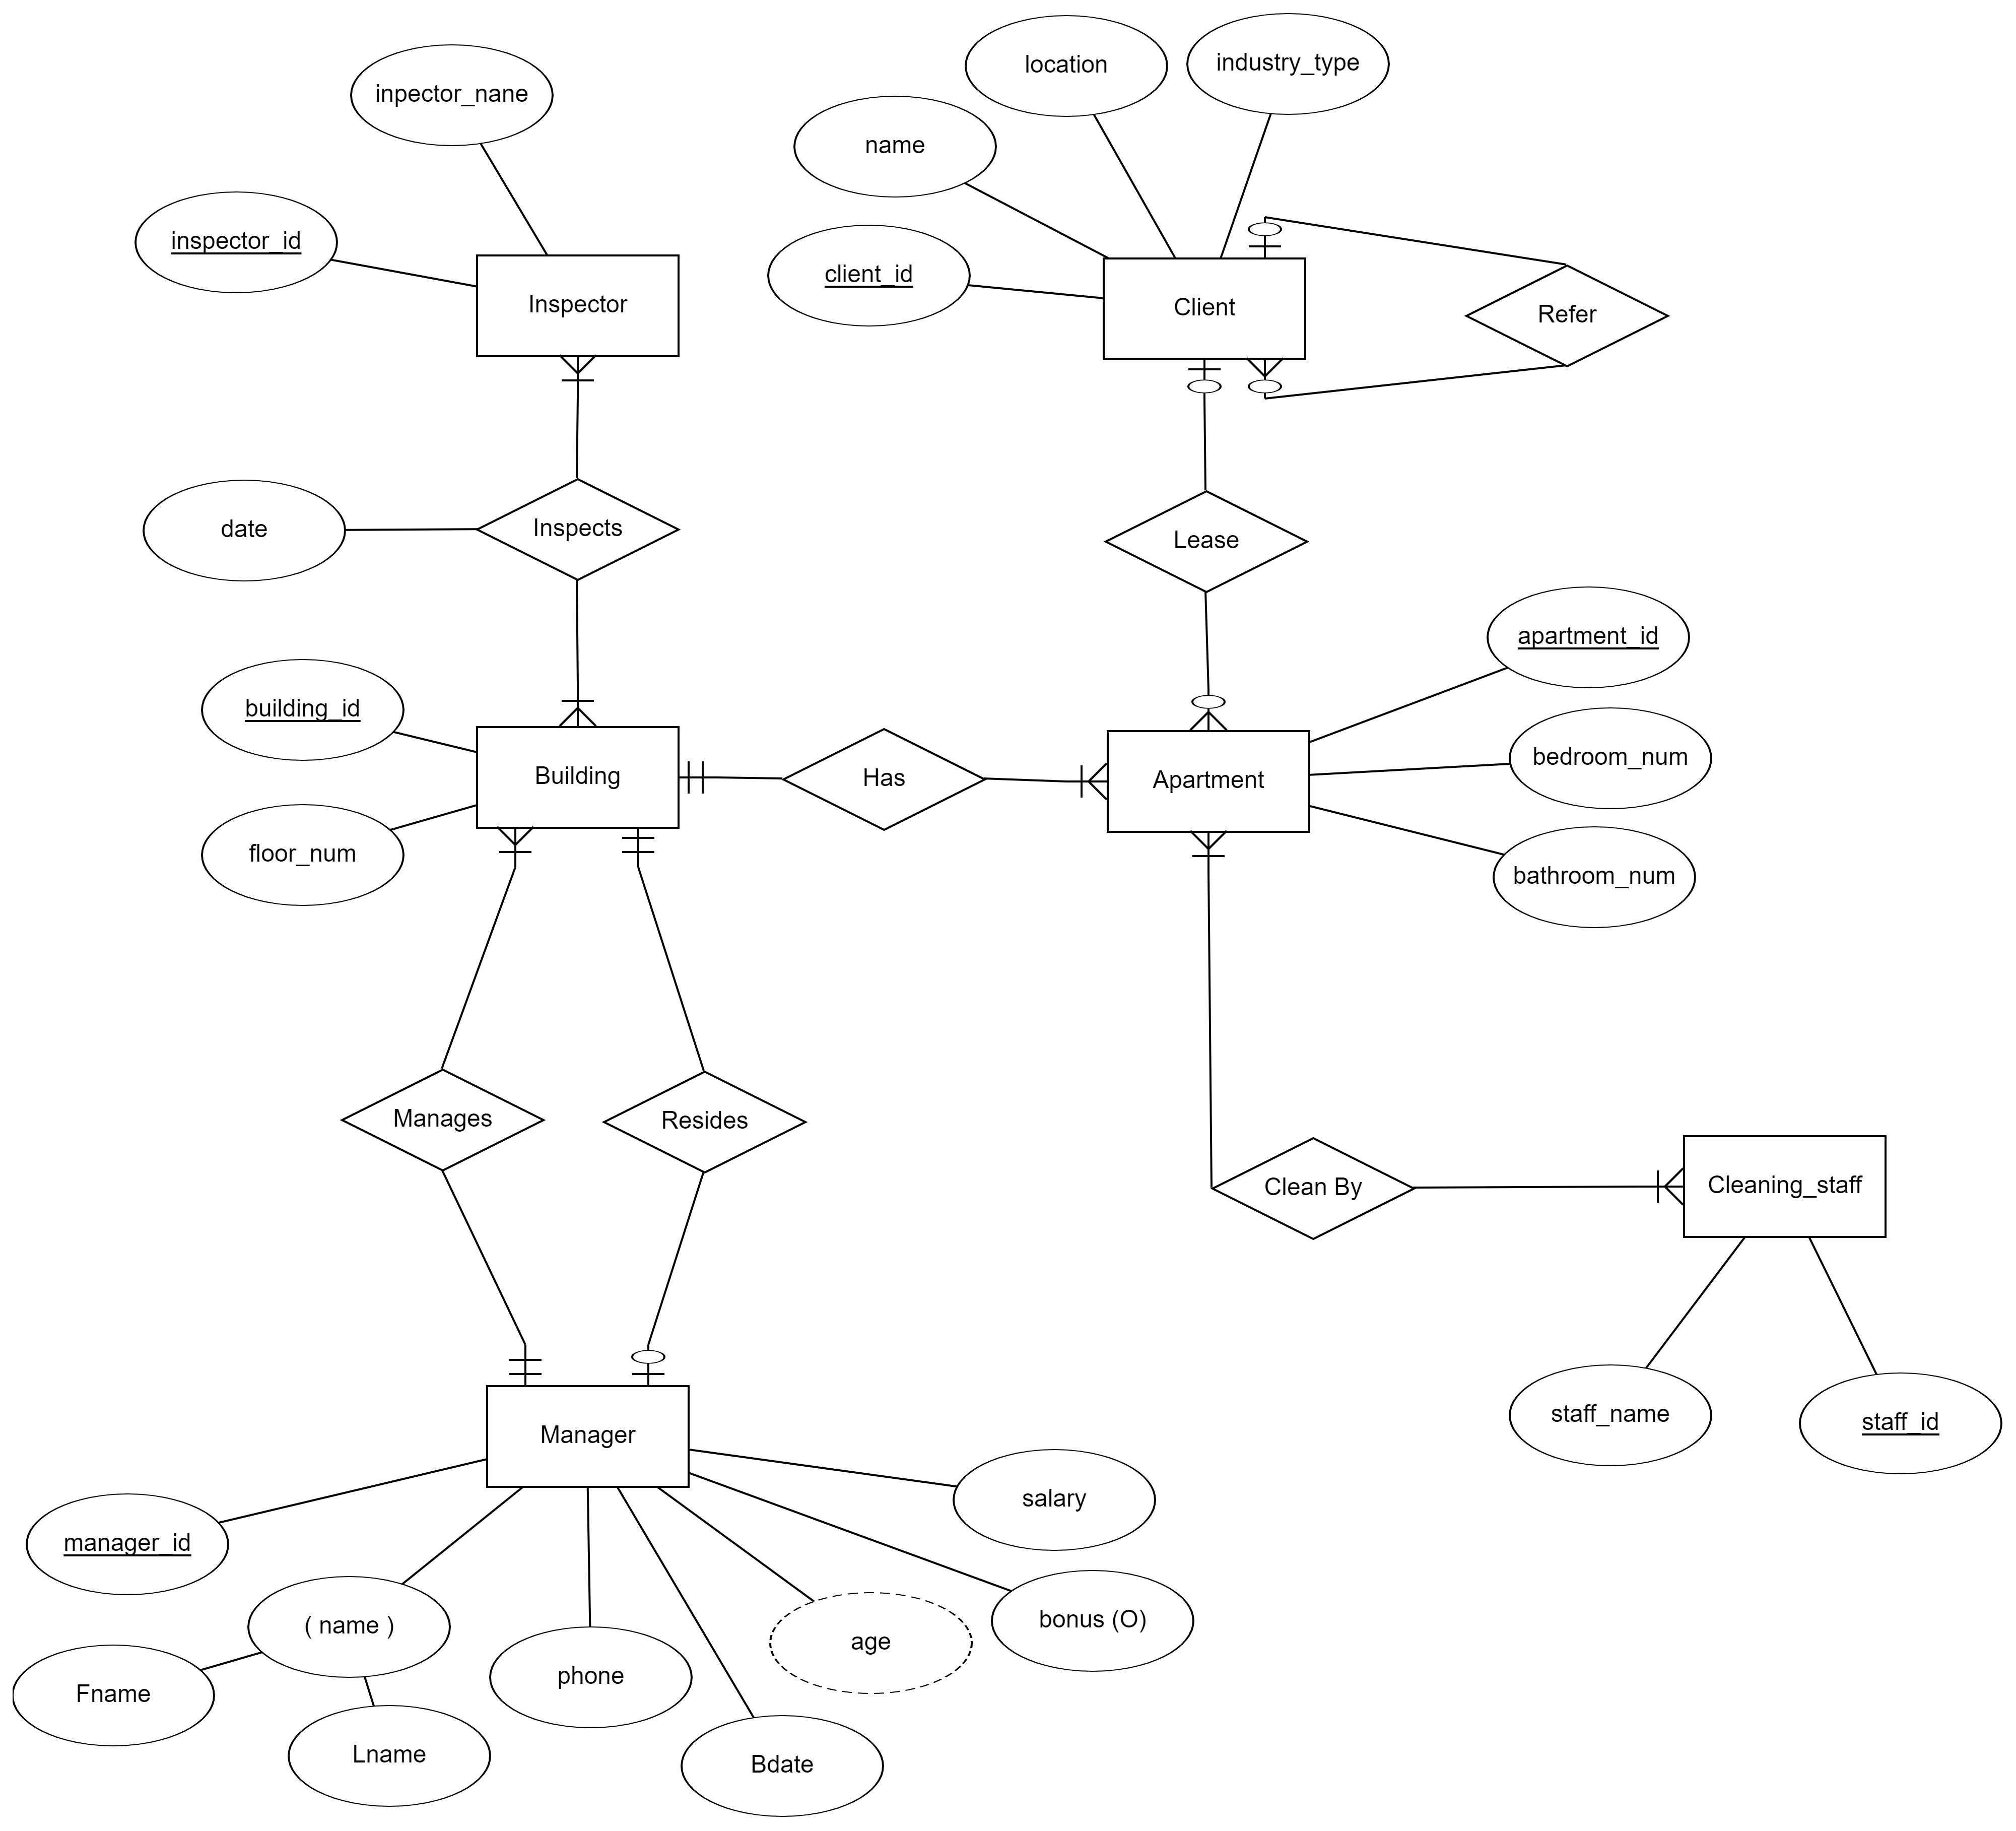 inpector_nane
location
industry_type
name
inspector_id
client_id
Inspector
Client
Refer
date
Inspects
Lease
apartment_id
building_id
bedroom_num
Building
Has
Apartment
floor_num
bathroom_num
Manages
Resides
Clean By
Cleaning_staff
staff_name
staff_id
Manager
salary
manager_id
( name )
bonus (O)
age
phone
Fname
Lname
Bdate